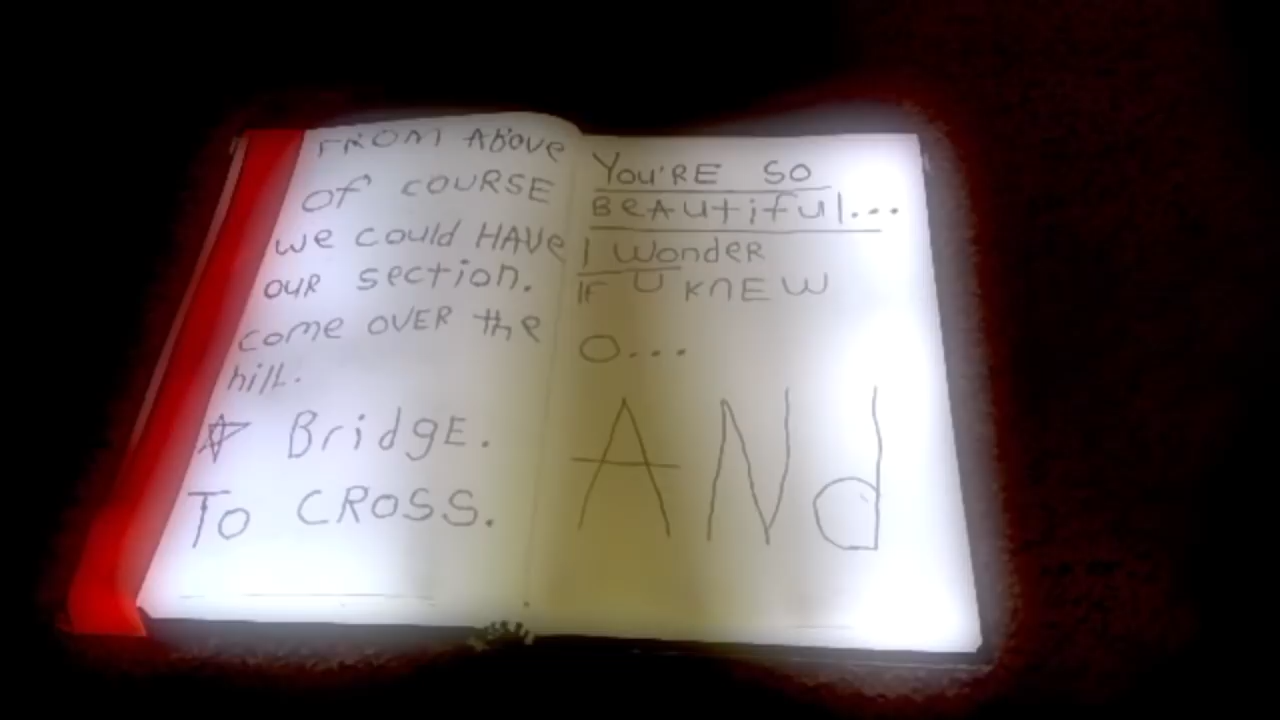 FROM Above
of COURSE
we could HAVe
OUR section.
come OVER the
hill.
Bridge.
To CROSS.
You'RE SO
BeAutiful...
I Wonder
IF U KnEW
O...
ANd